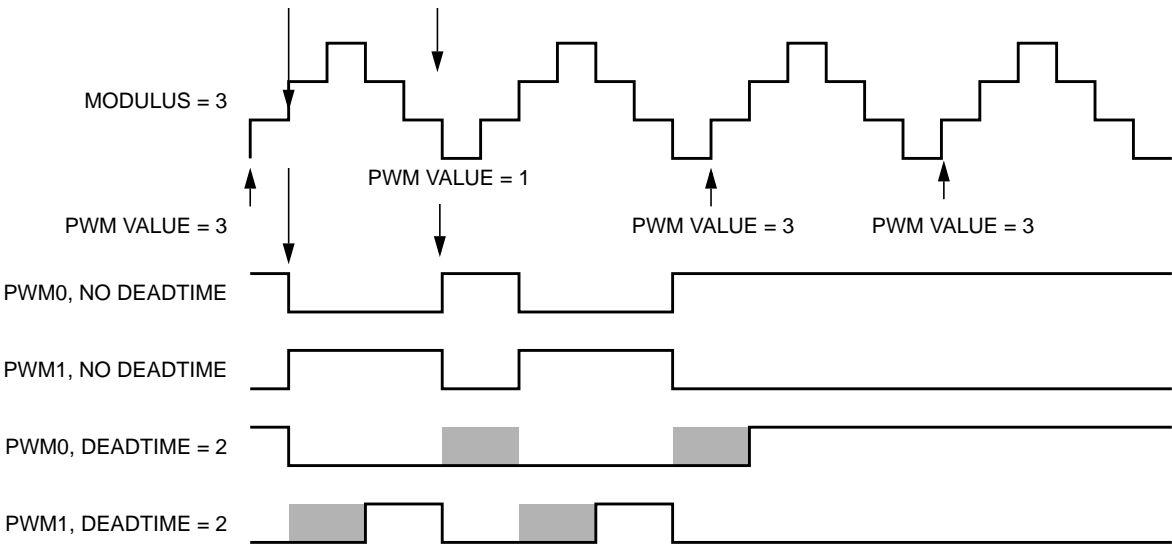 MODULUS = 3
PWM VALUE = 1
PWM VALUE = 3
PWM VALUE = 3
PWM VALUE = 3
PWM0, NO DEADTIME
PWM1, NO DEADTIME
PWM0, DEADTIME = 2
PWM1, DEADTIME = 2